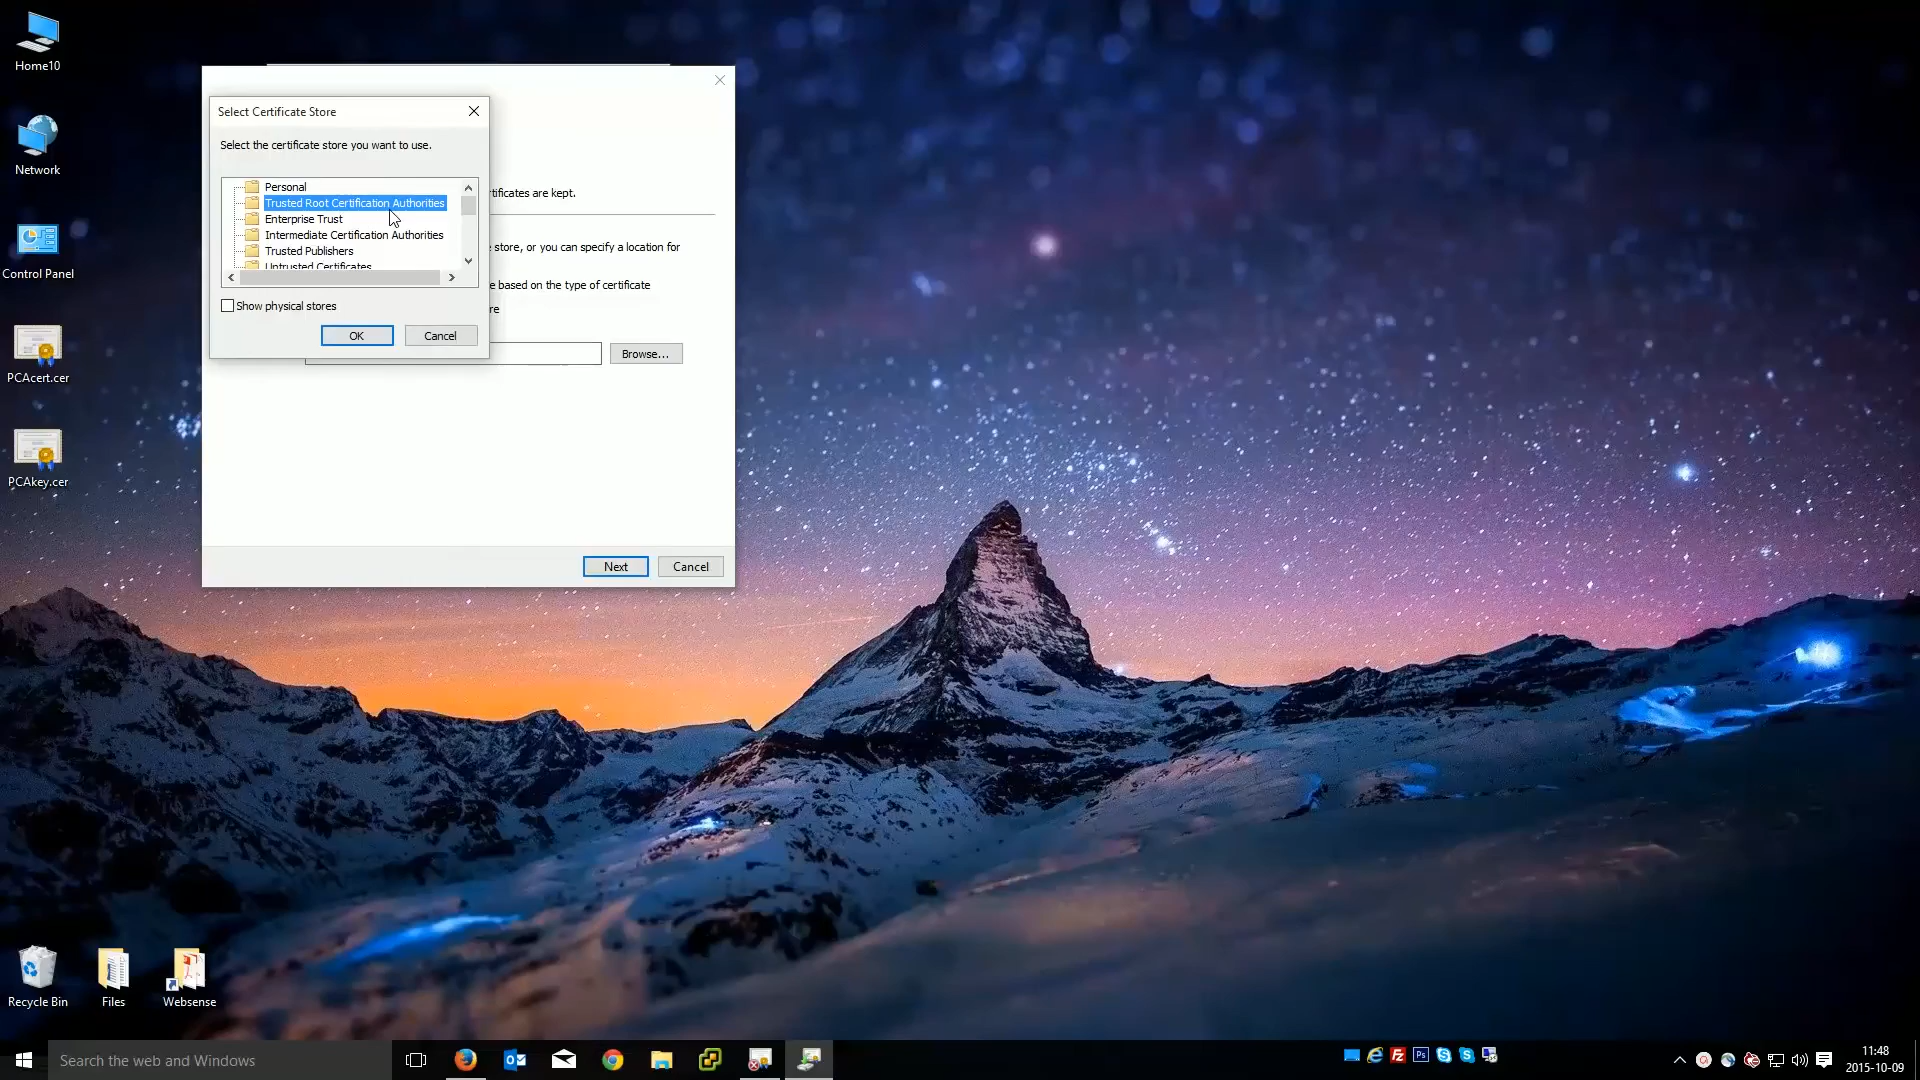 Home10
Network
Control Panel
PCAcert.cer
PCAkey.cer
Select Certificate Store
Select the certificate store you want to use.
Personal
Trusted Root Certification Authorities
Enterprise Trust
Intermediate Certification Authorities
Trusted Publishers
Untrusted Certificates
Show physical stores
OK
Cancel
rtificates are kept.
e store, or you can specify a location for
e based on the type of certificate
re
Browse...
Next
Cancel
Recycle Bin
Files
Websense
Search the web and Windows
Ps
11:48
2015-10-09